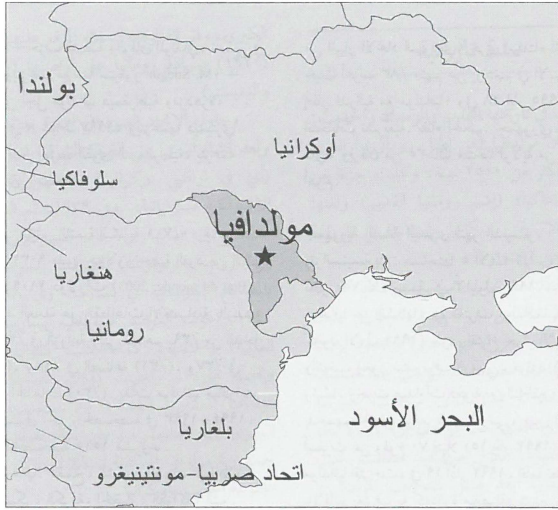 بولندا
أوكرانيا
سلوفاكيا
مولدافيا
هنغاريا
رومانيا
البحر الأسود
بلغاريا
اتحاد صربيا-مونتينيغرو